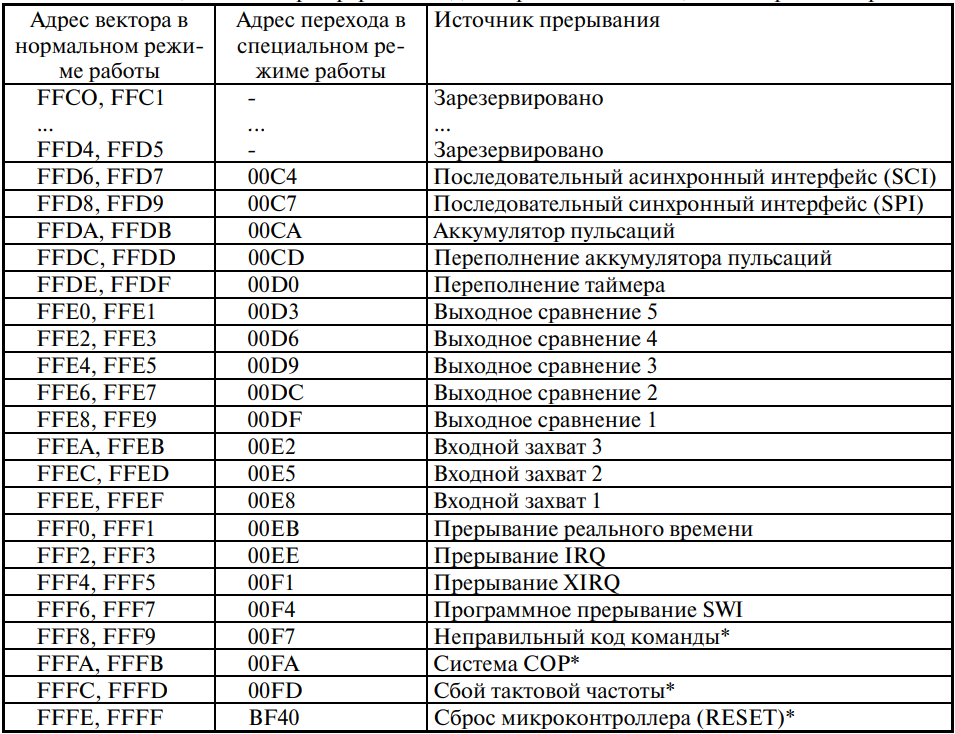 Адрес вектора в нормальном режи-ме работы | Адрес перехода в специальном ре-жиме работы | Источник прерывания
FFCO, FFC1 | - | Зарезервировано
... | ... | ...
FFD4, FFD5 | - | Зарезервировано
FFD6, FFD7 | 00C4 | Последовательный асинхронный интерфейс (SCI)
FFD8, FFD9 | 00C7 | Последовательный синхронный интерфейс (SPI)
FFDA, FFDB | 00CA | Аккумулятор пульсаций
FFDC, FFDD | 00CD | Переполнение аккумулятора пульсаций
FFDE, FFDF | 00D0 | Переполнение таймера
FFE0, FFE1 | 00D3 | Выходное сравнение 5
FFE2, FFE3 | 00D6 | Выходное сравнение 4
FFE4, FFE5 | 00D9 | Выходное сравнение 3
FFE6, FFE7 | 00DC | Выходное сравнение 2
FFE8, FFE9 | 00DF | Выходное сравнение 1
FFEA, FFEB | 00E2 | Входной захват 3
FFEC, FFED | 00E5 | Входной захват 2
FFEE, FFEF | 00E8 | Входной захват 1
FFF0, FFF1 | 00EB | Прерывание реального времени
FFF2, FFF3 | 00EE | Прерывание IRQ
FFF4, FFF5 | 00F1 | Прерывание XIRQ
FFF6, FFF7 | 00F4 | Программное прерывание SWI
FFF8, FFF9 | 00F7 | Неправильный код команды*
FFFA, FFFB | 00FA | Система COP*
FFFC, FFFD | 00FD | Сбой тактовой частоты*
FFFE, FFFF | BF40 | Сброс микроконтроллера (RESET)*